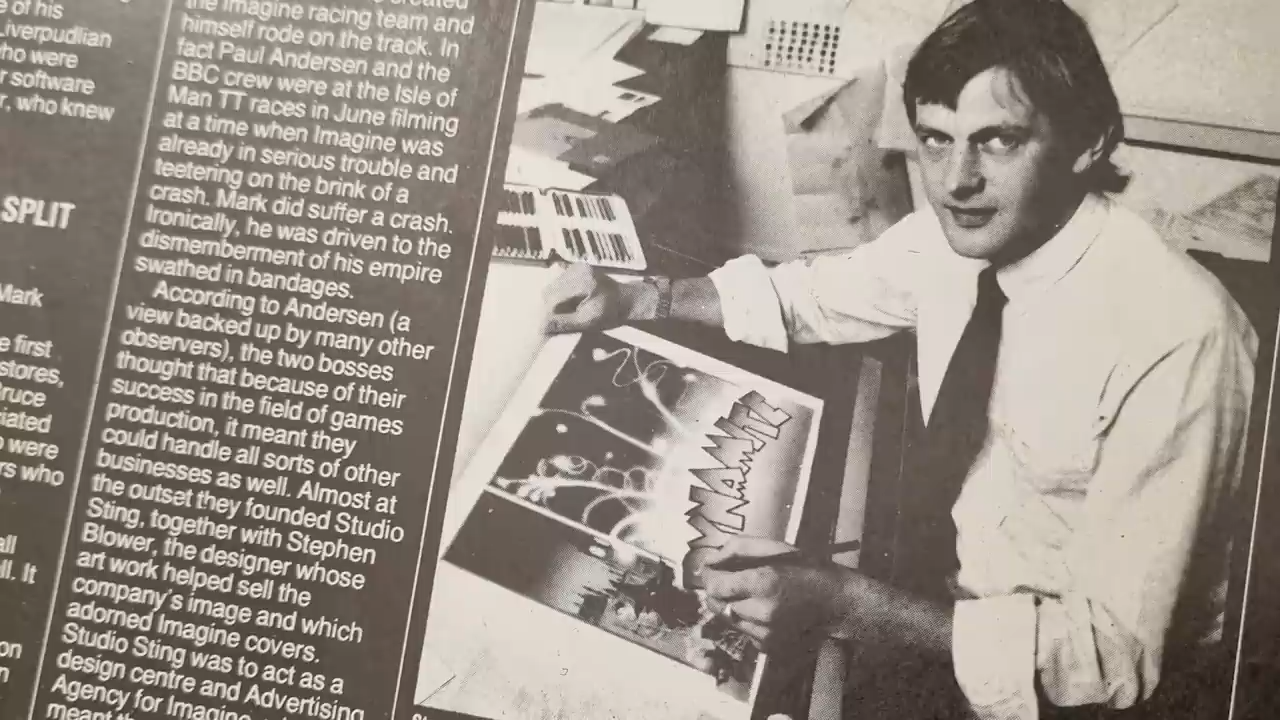 e of his
Liverpudlian
who were
r software
r, who knew
SPLIT
Mark
e first
stores,
Bruce
ciated
o were
rs who
all
ll. It
on
n
created
the Imagine racing team and
himself rode on the track. In
fact Paul Andersen and the
BBC crew were at the Isle of
Man TT races in June filming
at a time when Imagine was
already in serious trouble and
teetering on the brink of a
crash. Mark did suffer a crash.
Ironically, he was driven to the
dismemberment of his empire
swathed in bandages.
According to Andersen (a
view backed up by many other
observers), the two bosses
thought that because of their
success in the field of games
production, it meant they
could handle all sorts of other
businesses as well. Almost at
the outset they founded Studio
Sting, together with Stephen
Blower, the designer whose
art work helped sell the
company's image and which
adorned Imagine covers.
Studio Sting was to act as a
design centre and Advertising
Agency for Imagine
meant